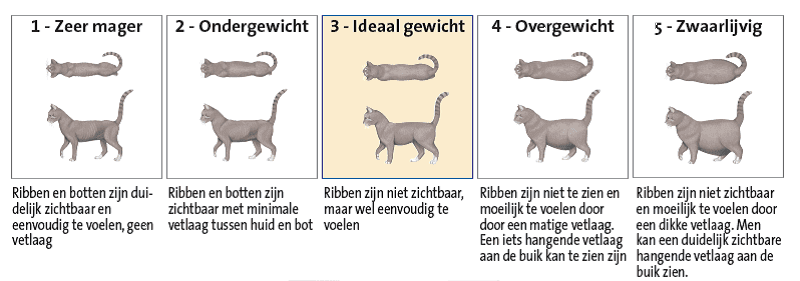 1 - Zeer mager
2 - Ondergewicht
3 - Ideaal gewicht
4 - Overgewicht
5 - Zwaarlijvig
Ribben en botten zijn dui-
delijk zichtbaar en
eenvoudig te voelen, geen
vetlaag
Ribben en botten zijn
zichtbaar met minimale
vetlaag tussen huid en bot
Ribben zijn niet zichtbaar,
maar wel eenvoudig te
voelen
Ribben zijn niet te zien en
moeilijk te voelen door
door een matige vetlaag.
Een iets hangende vetlaag
aan de buik kan te zien zijn
Ribben zijn niet zichtbaar
en moeilijk te voelen door
een dikke vetlaag. Men
kan een duidelijk zichtbare
hangende vetlaag aan de
buik zien.